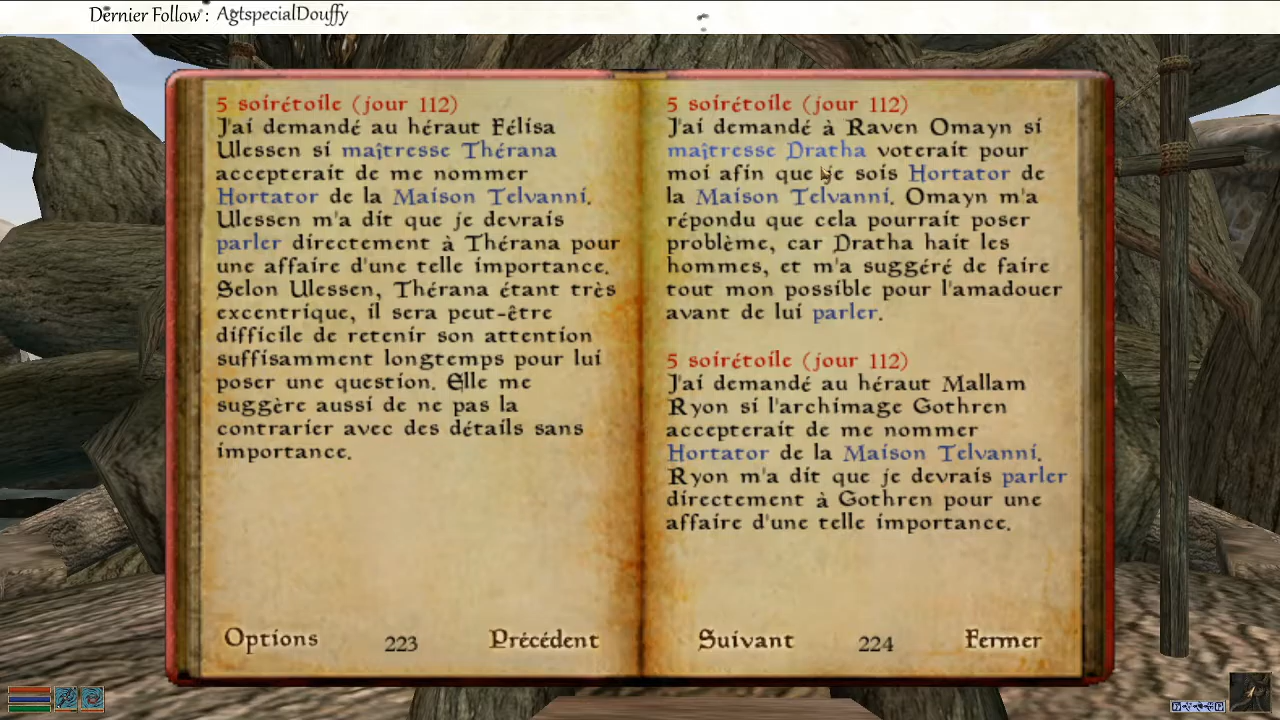 Dernier Follow : AgtspecialDouffy
5 soirétoile (jour 112)
J'ai demandé au héraut Félisa
Ulessen si maîtresse Thérana
accepterait de me nommer
Hortator de la Maison Telvanni.
Ulessen m'a dit que je devrais
parler directement à Thérana pour
une affaire d'une telle importance.
Selon Ulessen, Thérana étant très
excentrique, il sera peut-être
difficile de retenir son attention
suffisamment longtemps pour lui
poser une question. Elle me
suggère aussi de ne pas la
contrarier avec des détails sans
importance.
5 soirétoile (jour 112)
J'ai demandé à Raven Omayn si
maîtresse Dratha voterait pour
moi afin que je sois Hortator de
la Maison Telvanni. Omayn m'a
répondu que cela pourrait poser
problème, car Dratha hait les
hommes, et m'a suggéré de faire
tout mon possible pour l'amadouer
avant de lui parler.
5 soirétoile (jour 112)
J'ai demandé au héraut Mallam
Ryon si l'archimage Gothren
accepterait de me nommer
Hortator de la Maison Telvanni.
Ryon m'a dit que je devrais parler
directement à Gothren pour une
affaire d'une telle importance.
Options 223 Précédent
Suivant 224 Fermer